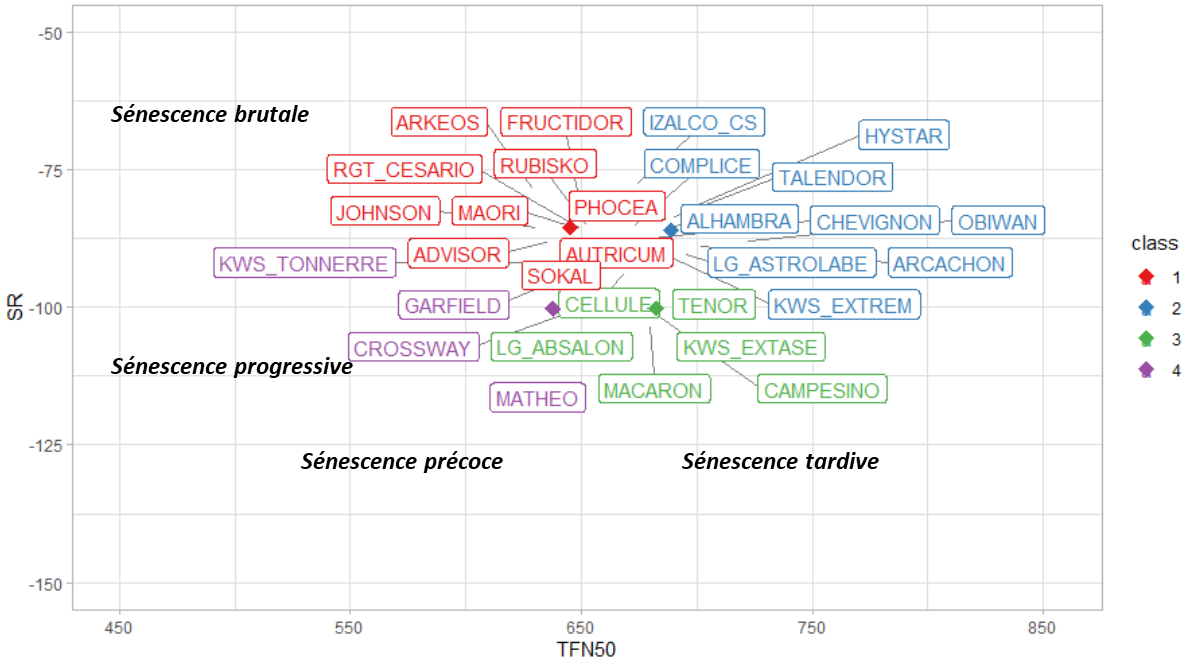 -50
Sénescence brutale
ARKEOS
FRUCTIDOR
IZALCO_CS
HYSTAR
RGT_CESARIO
RUBISKO
COMPLICE
-75
TALENDOR
JOHNSON
MAORI
PHOCEA
ALHAMBRA
CHEVIGNON
OBIWAN
KWS_TONNERRE
ADVISOR
AUTRICUM
LG_ASTROLABE
ARCACHON
SOKAL
GARFIELD
CELLULE
TENOR
KWS_EXTREM
SR
-100
CROSSWAY
LG_ABSALON
KWS_EXTASE
Sénescence progressive
MATHEO
MACARON
CAMPESINO
-125
Sénescence précoce
Sénescence tardive
-150
450
550
650
750
850
TFN50
class
1
2
3
4